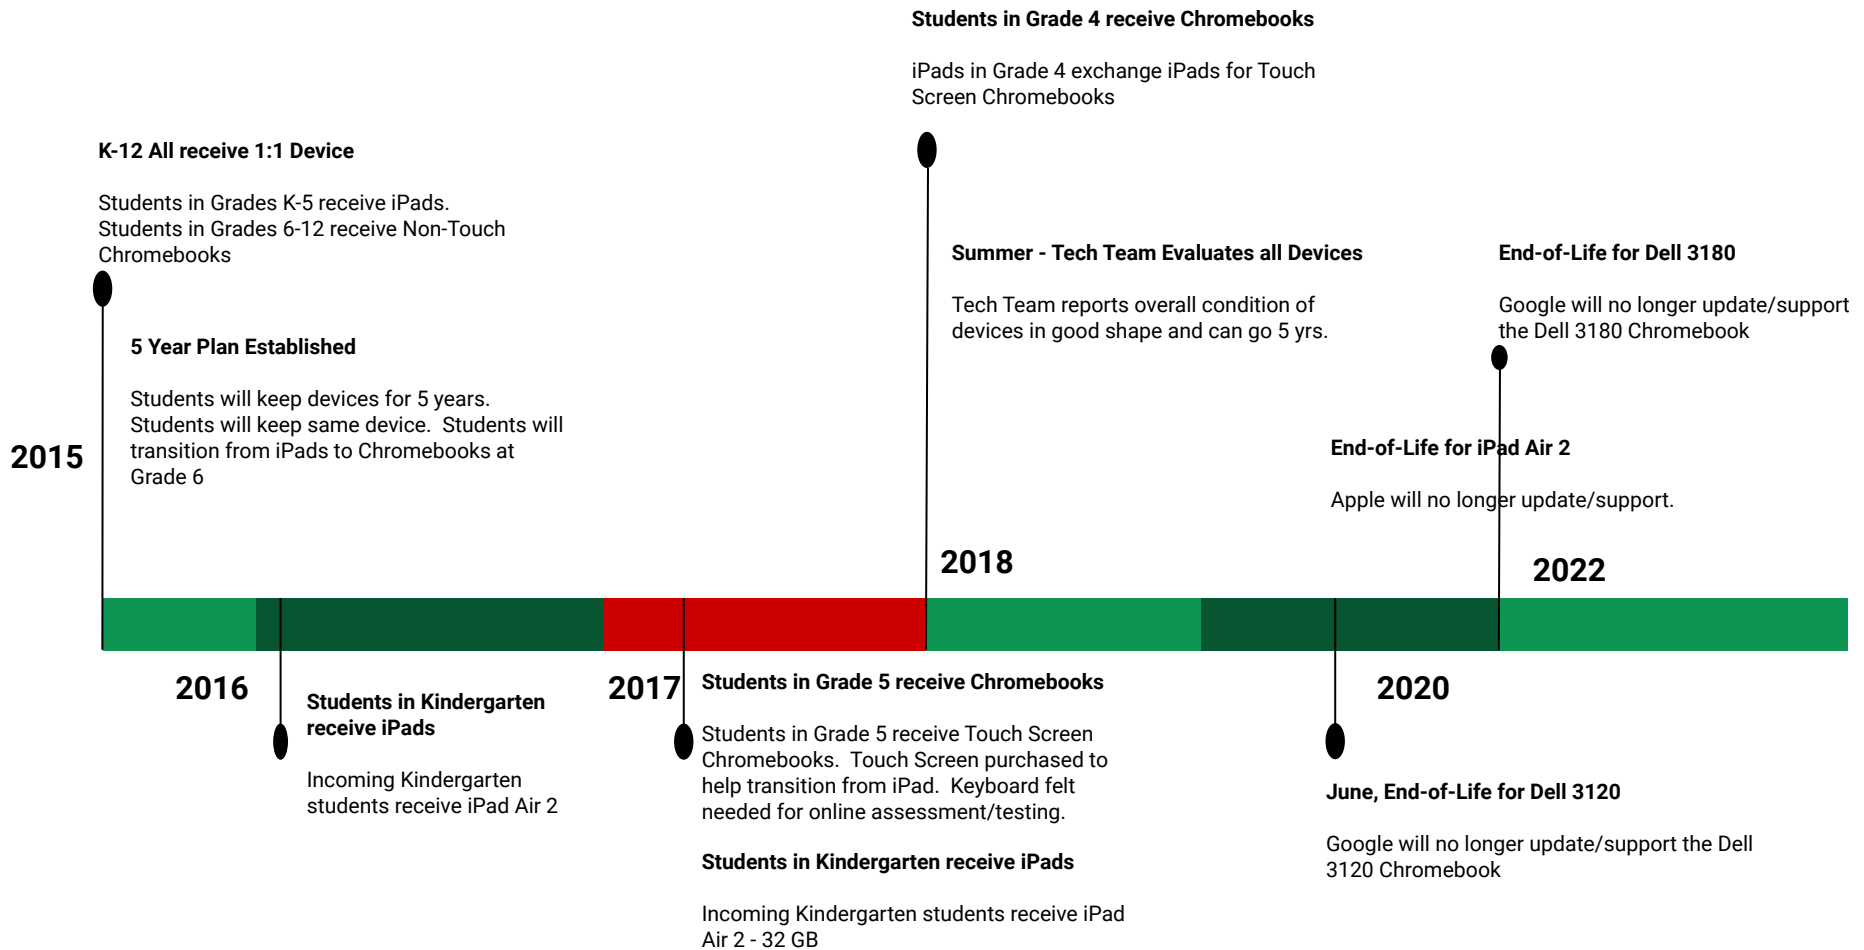 Students in Grade 4 receive Chromebooks
iPads in Grade 4 exchange iPads for Touch
Screen Chromebooks
K-12 All receive 1:1 Device
Students in Grades K-5 receive iPads.
Students in Grades 6-12 receive Non-Touch
Chromebooks
5 Year Plan Established
Students will keep devices for 5 years.
Students will keep same device.  Students will
transition from iPads to Chromebooks at
Grade 6
2015
Summer - Tech Team Evaluates all Devices
Tech Team reports overall condition of
devices in good shape and can go 5 yrs.
End-of-Life for Dell 3180
Google will no longer update/support
the Dell 3180 Chromebook
End-of-Life for iPad Air 2
Apple will no longer update/support.
2018
2022
2016
Students in Kindergarten
receive iPads
Incoming Kindergarten
students receive iPad Air 2
2017
Students in Grade 5 receive Chromebooks
Students in Grade 5 receive Touch Screen
Chromebooks.  Touch Screen purchased to
help transition from iPad.  Keyboard felt
needed for online assessment/testing.
Students in Kindergarten receive iPads
Incoming Kindergarten students receive iPad
Air 2 - 32 GB
2020
June, End-of-Life for Dell 3120
Google will no longer update/support the Dell
3120 Chromebook